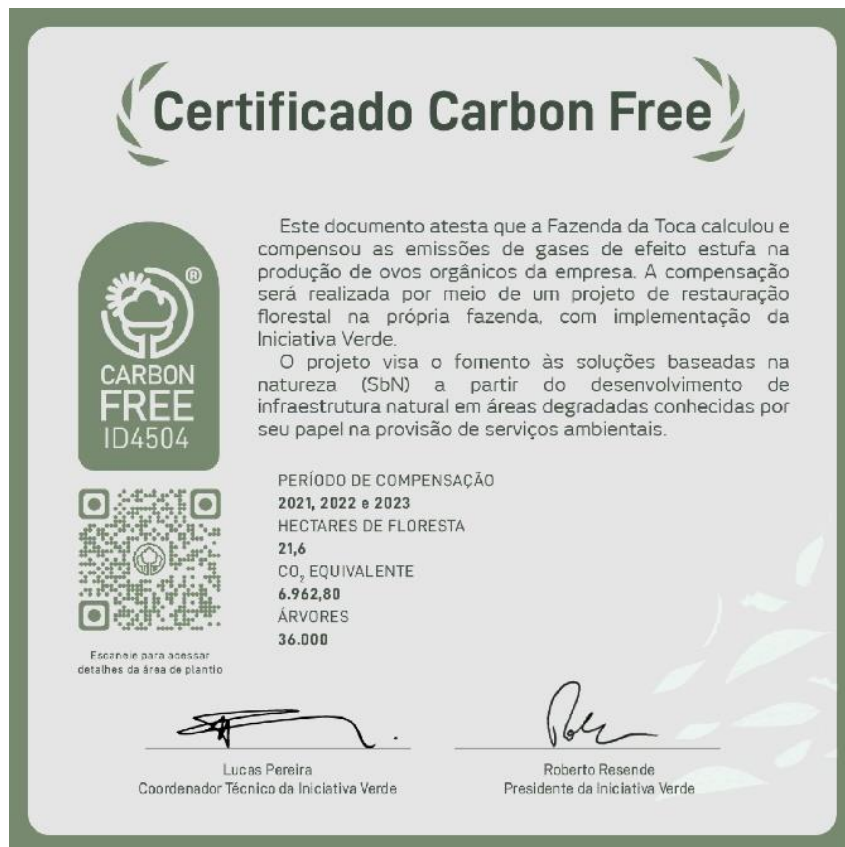 Certificado Carbon Free
Este documento atesta que a Fazenda da Toca calculou e
compensou as emissões de gases de efeito estufa na
produção de ovos orgânicos da empresa. A compensação
será realizada por meio de um projeto de restauração
florestal na própria fazenda, com implementação da
Iniciativa Verde.
O projeto visa o fomento às soluções baseadas na
natureza (SbN) a partir do desenvolvimento de
infraestrutura natural em áreas degradadas conhecidas por
seu papel na provisão de serviços ambientais.
®
CARBON
FREE
ID4504
PERÍODO DE COMPENSAÇÃO
2021, 2022 e 2023
HECTARES DE FLORESTA
21,6
CO₂ EQUIVALENTE
6.962,80
ÁRVORES
36.000
Escaneie para acessar
detalhes da área de plantio
Lucas Pereira
Coordenador Técnico da Iniciativa Verde
Roberto Resende
Presidente da Iniciativa Verde